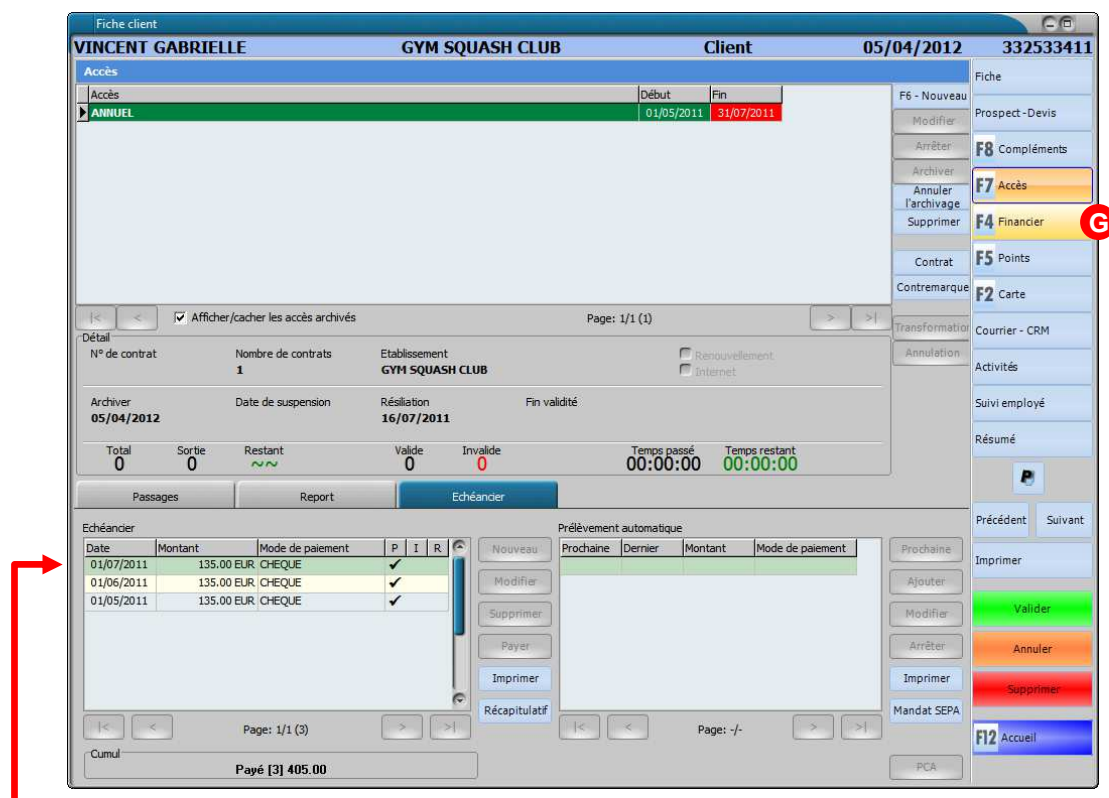 Fiche client
VINCENT GABRIELLE GYM SQUASH CLUB Client 05/04/2012 332533411
Accès
Accès Début Fin
ANNUEL 01/05/2011 31/07/2011
F6 - Nouveau
Modifier
Arrêter
Archiver
Annuler
l'archivage
Supprimer
Contrat
Contremarque
Transformation
Annulation
|< < Afficher/cacher les accès archivés Page: 1/1 (1) > >|
Détail
N° de contrat Nombre de contrats Etablissement Renouvellement
1 GYM SQUASH CLUB Internet
Archiver Date de suspension Résiliation Fin validité
05/04/2012 16/07/2011
Total Sortie Restant Valide Invalide Temps passé Temps restant
0 0 ~~ 0 0 00:00:00 00:00:00
Passages Report Echéancier
Echéancier
Date Montant Mode de paiement P I R
01/07/2011 135.00 EUR CHEQUE ✔
01/06/2011 135.00 EUR CHEQUE ✔
01/05/2011 135.00 EUR CHEQUE ✔
Nouveau
Modifier
Supprimer
Payer
Imprimer
Récapitulatif
|< < Page: 1/1 (3) > >|
Cumul
Payé [3] 405.00
Prélèvement automatique
Prochaine Dernier Montant Mode de paiement
Prochaine
Ajouter
Modifier
Arrêter
Imprimer
Mandat SEPA
|< < Page: -/- > >|
PCA
Fiche
Prospect-Devis
F8 Compléments
F7 Accès
F4 Financier
G
F5 Points
F2 Carte
Courrier - CRM
Activités
Suivi employé
Résumé
P
Précédent Suivant
Imprimer
Valider
Annuler
Supprimer
F12 Accueil